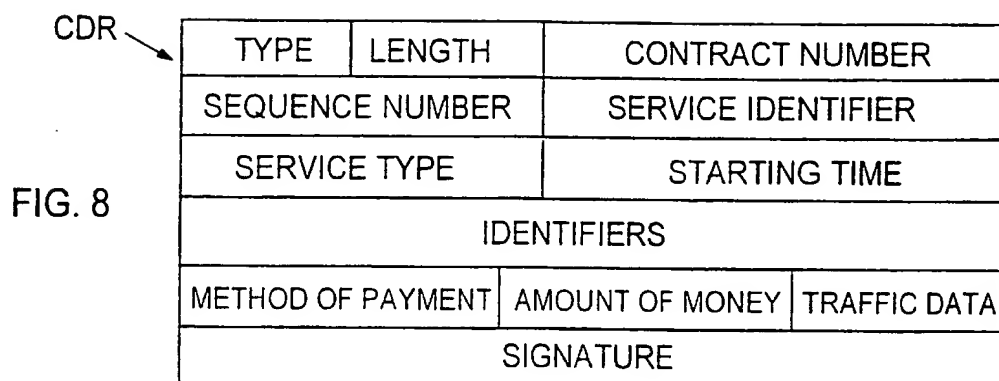 CDR
TYPE LENGTH CONTRACT NUMBER
SEQUENCE NUMBER SERVICE IDENTIFIER
SERVICE TYPE STARTING TIME
FIG. 8
IDENTIFIERS
METHOD OF PAYMENT AMOUNT OF MONEY TRAFFIC DATA
SIGNATURE